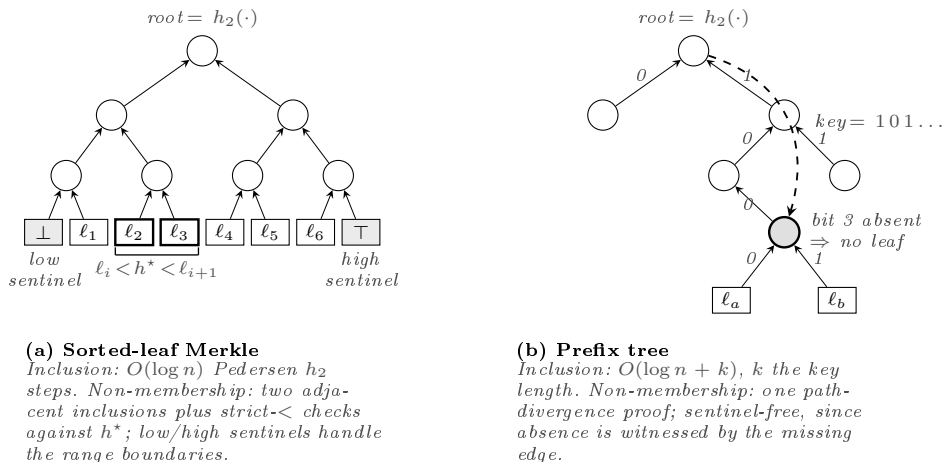 root = h₂(·)
⊥ ℓ₁ ℓ₂ ℓ₃ ℓ₄ ℓ₅ ℓ₆ ⊤
low
sentinel
ℓᵢ < h⋆ < ℓᵢ₊₁
high
sentinel
(a) Sorted-leaf Merkle
Inclusion: O(log n) Pedersen h₂
steps. Non-membership: two adja-
cent inclusions plus strict-< checks
against h⋆; low/high sentinels handle
the range boundaries.
root = h₂(·)
0 1
key = 1 0 1 . . .
0 1
0
bit 3 absent
⇒ no leaf
0 1
ℓₐ ℓ_b
(b) Prefix tree
Inclusion: O(log n + k), k the key
length. Non-membership: one path-
divergence proof; sentinel-free, since
absence is witnessed by the missing
edge.